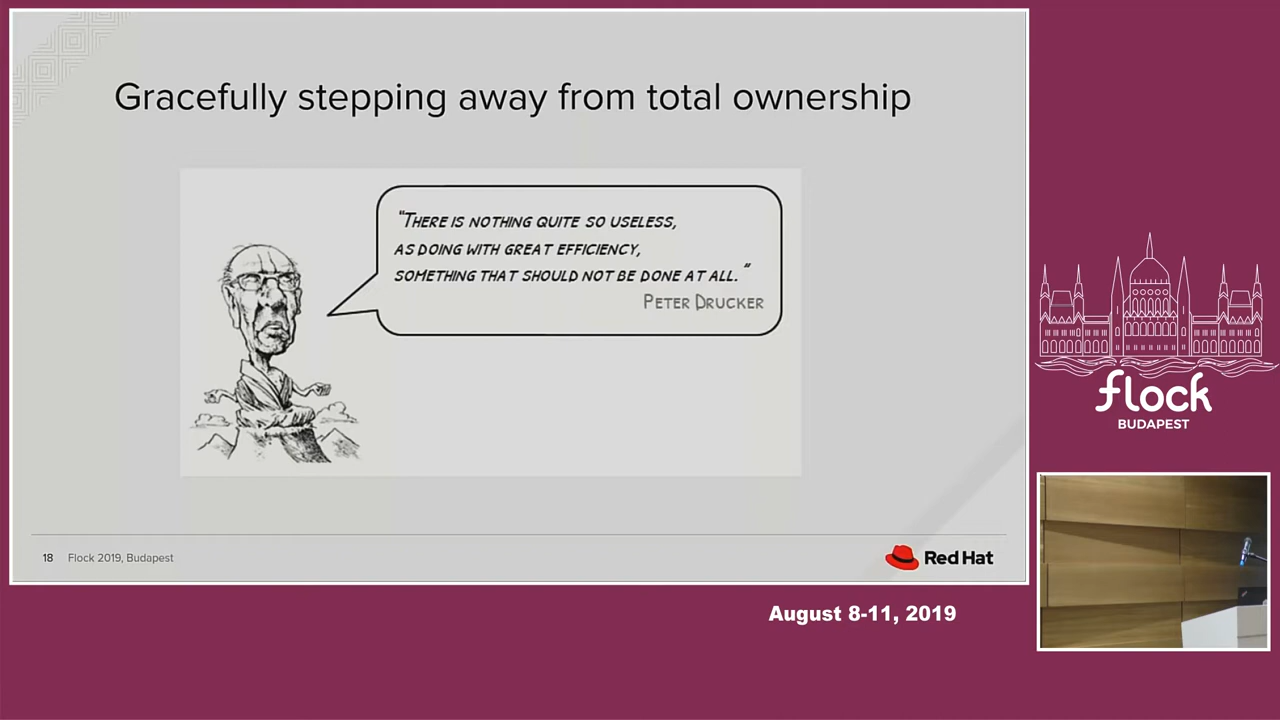 Gracefully stepping away from total ownership
"There is nothing quite so useless,
as doing with great efficiency,
something that should not be done at all."
Peter Drucker
18 Flock 2019, Budapest
Red Hat
flock
BUDAPEST
August 8-11, 2019